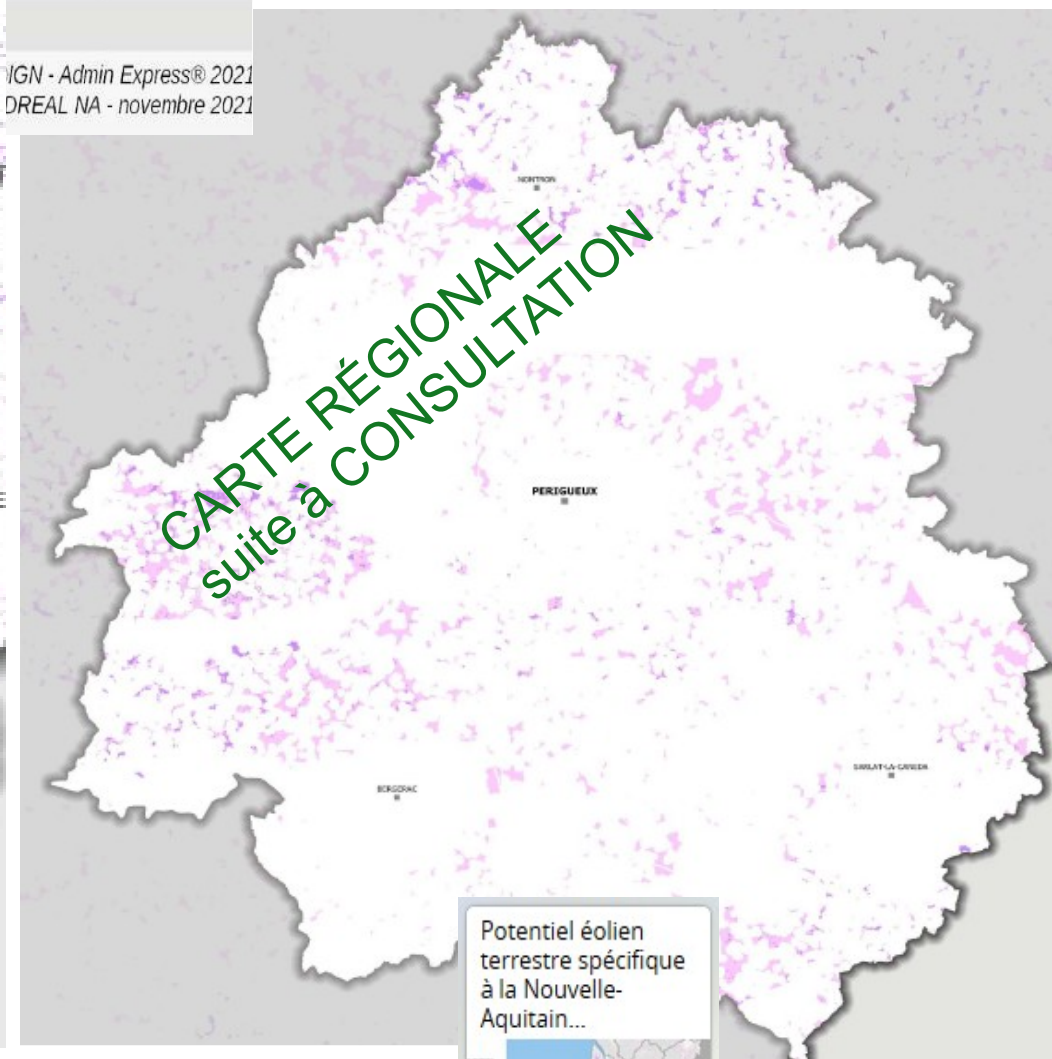 IGN - Admin Express® 2021
DREAL NA - novembre 2021
NONTRON
CARTE RÉGIONALE
suite à CONSULTATION
PERIGUEUX
SARLAT-LA-CANEDA
BERGERAC
Potentiel éolien
terrestre spécifique
à la Nouvelle-
Aquitain...